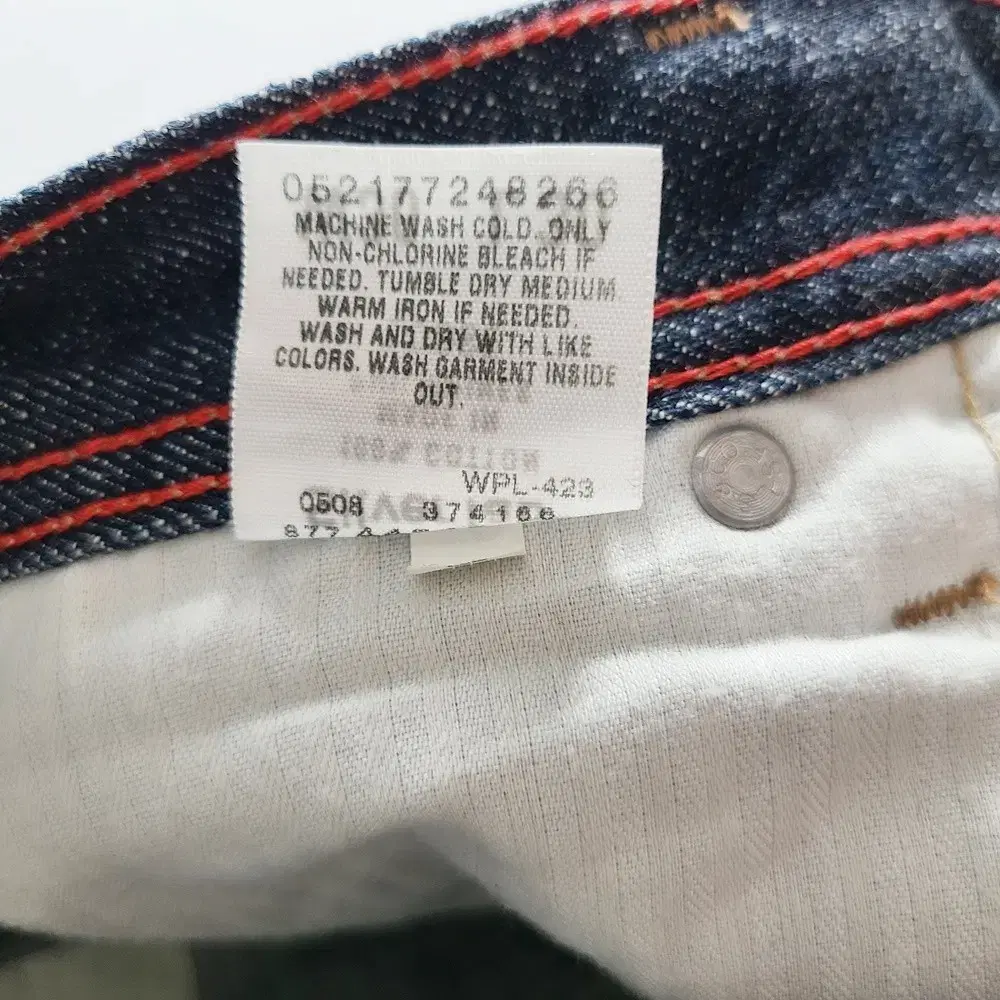 052177248266
MACHINE WASH COLD. ONLY
NON-CHLORINE BLEACH IF
NEEDED. TUMBLE DRY MEDIUM
WARM IRON IF NEEDED.
WASH AND DRY WITH LIKE
COLORS. WASH GARMENT INSIDE
OUT.
WPL-423
0508 374166